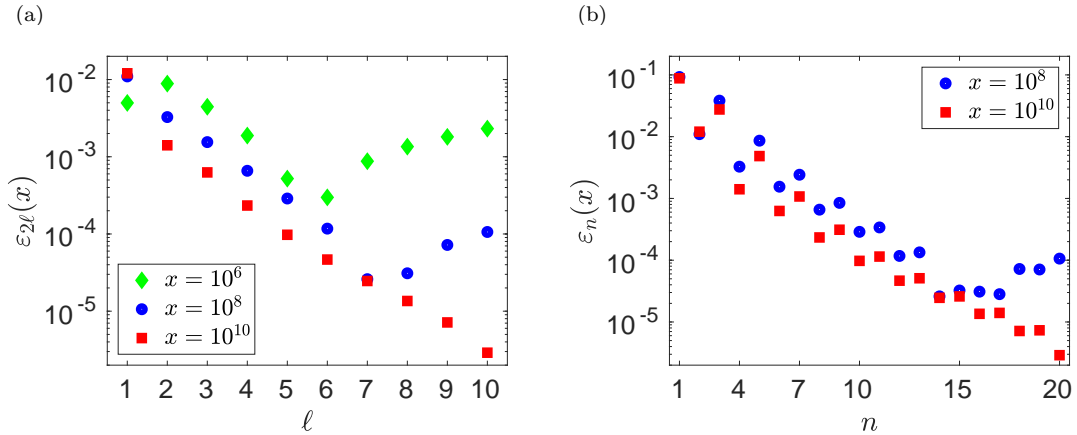 (a)
ε_{2ℓ}(x)
10^{-2}
10^{-3}
10^{-4}
10^{-5}
x = 10^6
x = 10^8
x = 10^{10}
1 2 3 4 5 6 7 8 9 10
ℓ
(b)
ε_n(x)
10^{-1}
10^{-2}
10^{-3}
10^{-4}
10^{-5}
x = 10^8
x = 10^{10}
1 4 7 10 15 20
n